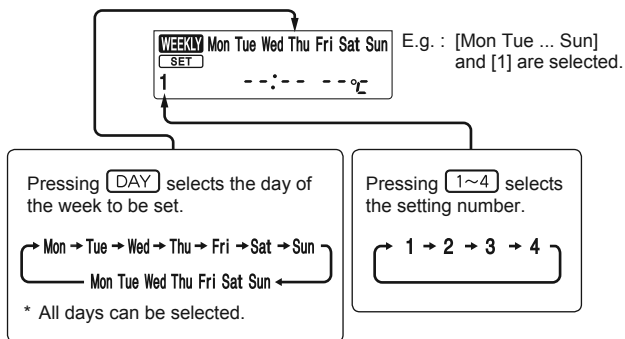 WEEKLY Mon Tue Wed Thu Fri Sat Sun
SET
1 --:-- --°C
E.g. : [Mon Tue ... Sun]
and [1] are selected.
Pressing DAY selects the day of
the week to be set.
Mon → Tue → Wed → Thu → Fri → Sat → Sun
Mon Tue Wed Thu Fri Sat Sun
* All days can be selected.
Pressing 1~4 selects
the setting number.
1 → 2 → 3 → 4